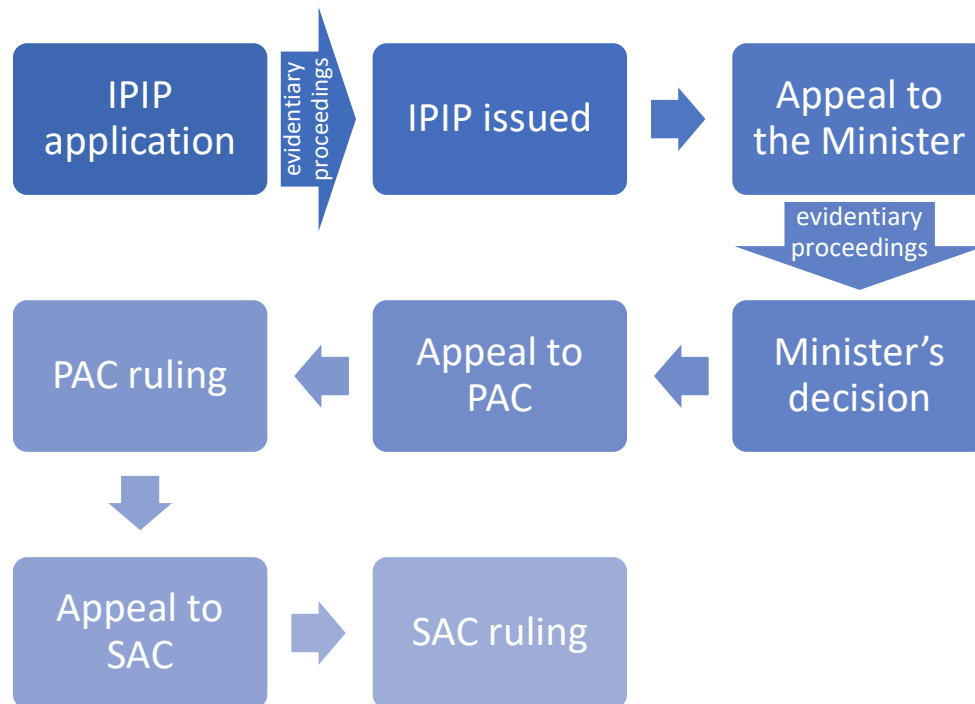 IPIP
application
evidentiary
proceedings
IPIP issued
Appeal to
the Minister
evidentiary
proceedings
Minister’s
decision
Appeal to
PAC
PAC ruling
Appeal to
SAC
SAC ruling